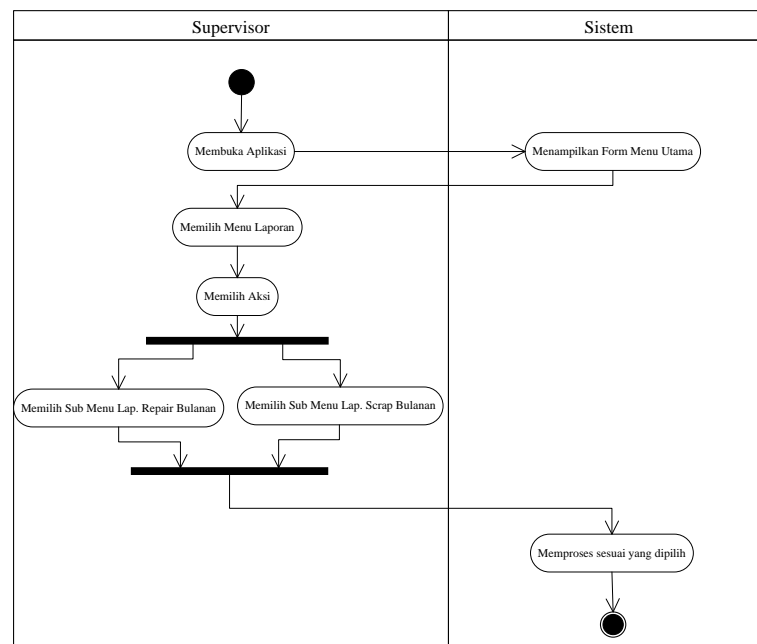 Supervisor
Sistem
Membuka Aplikasi
Menampilkan Form Menu Utama
Memilih Menu Laporan
Memilih Aksi
Memilih Sub Menu Lap. Repair Bulanan
Memilih Sub Menu Lap. Scrap Bulanan
Memproses sesuai yang dipilih